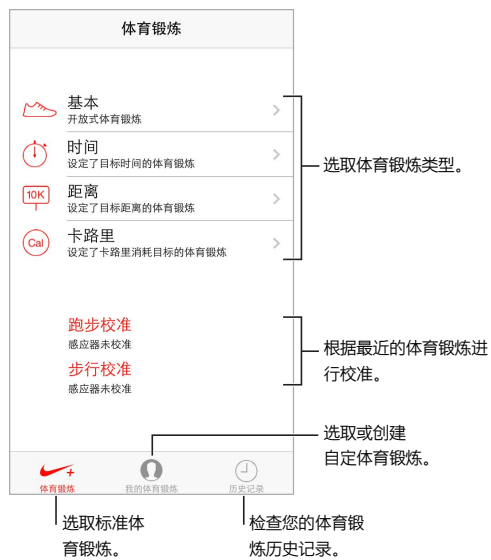 体育锻炼
基本
开放式体育锻炼
时间
设定了目标时间的体育锻炼
10K
距离
设定了目标距离的体育锻炼
Cal
卡路里
设定了卡路里消耗目标的体育锻炼
选取体育锻炼类型。
跑步校准
感应器未校准
步行校准
感应器未校准
根据最近的体育锻炼进
行校准。
选取或创建
自定体育锻炼。
体育锻炼
我的体育锻炼
历史记录
选取标准体
育锻炼。
检查您的体育锻
炼历史记录。